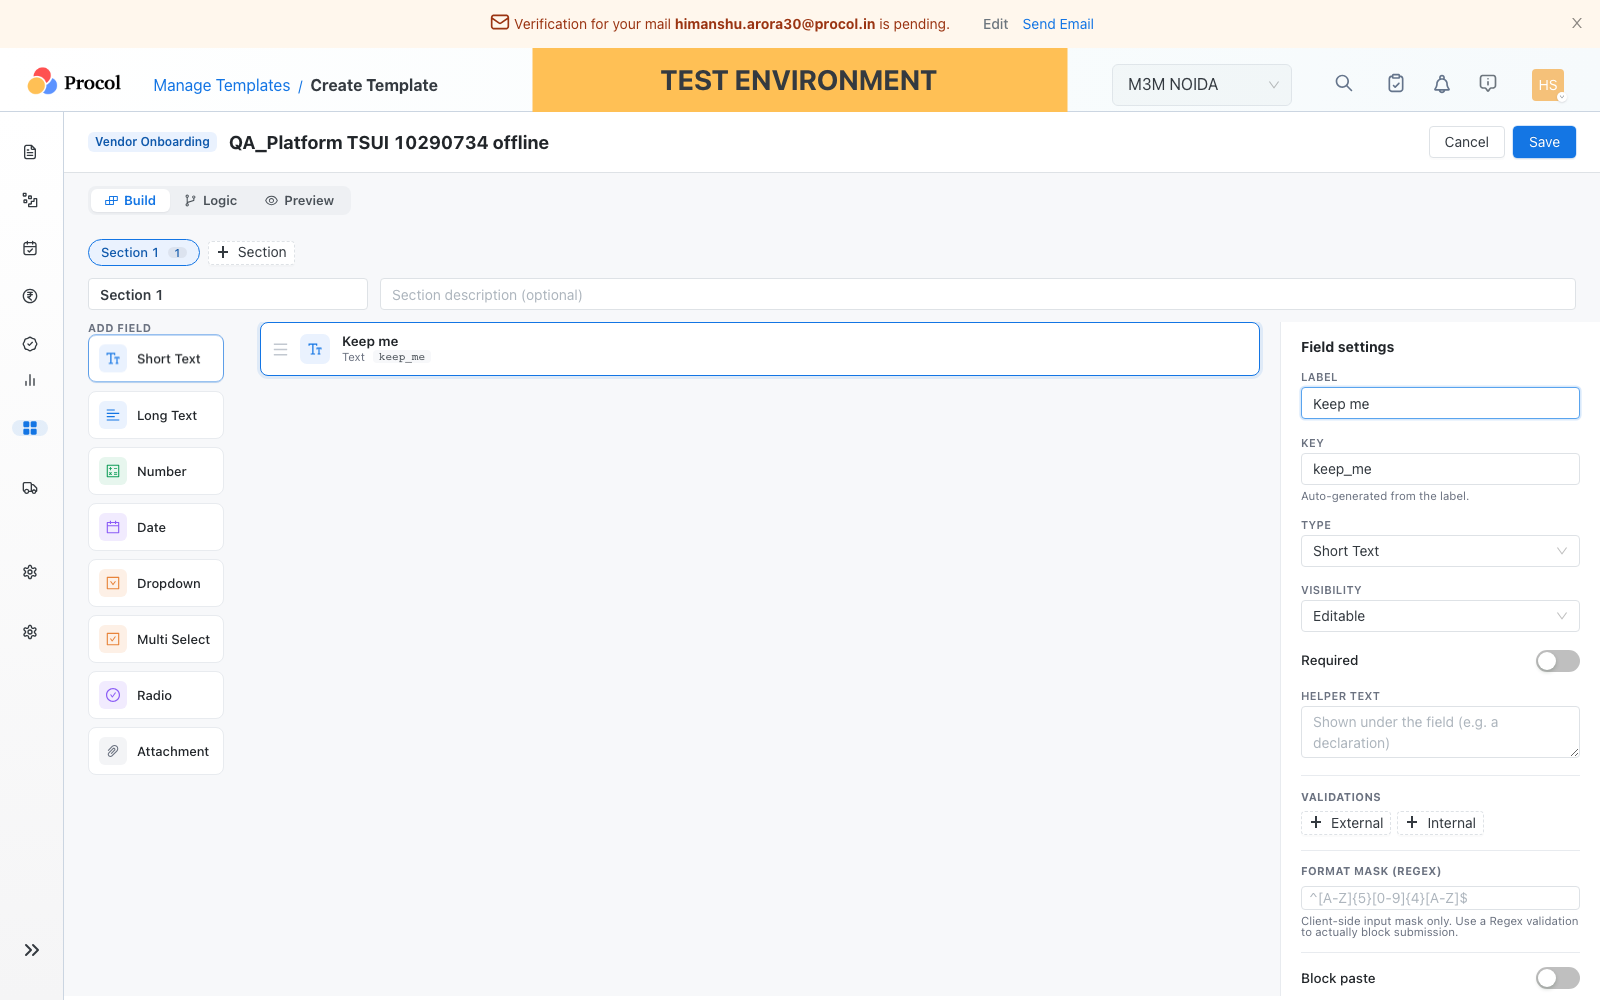 Verification for your mail himanshu.arora30@procol.in is pending. Edit Send Email
Procol
Manage Templates / Create Template
TEST ENVIRONMENT
M3M NOIDA
HS
Vendor Onboarding
QA_Platform TSUI 10290734 offline
Cancel
Save
Build
Logic
Preview
Section 1 1
+ Section
Section 1
Section description (optional)
ADD FIELD
Tт Short Text
Long Text
Number
Date
Dropdown
Multi Select
Radio
Attachment
Tт Keep me
Text keep_me
Field settings
LABEL
Keep me
KEY
keep_me
Auto-generated from the label.
TYPE
Short Text
VISIBILITY
Editable
Required
HELPER TEXT
Shown under the field (e.g. a
declaration)
VALIDATIONS
+ External
+ Internal
FORMAT MASK (REGEX)
^[A-Z]{5}[0-9]{4}[A-Z]$
Client-side input mask only. Use a Regex validation
to actually block submission.
Block paste